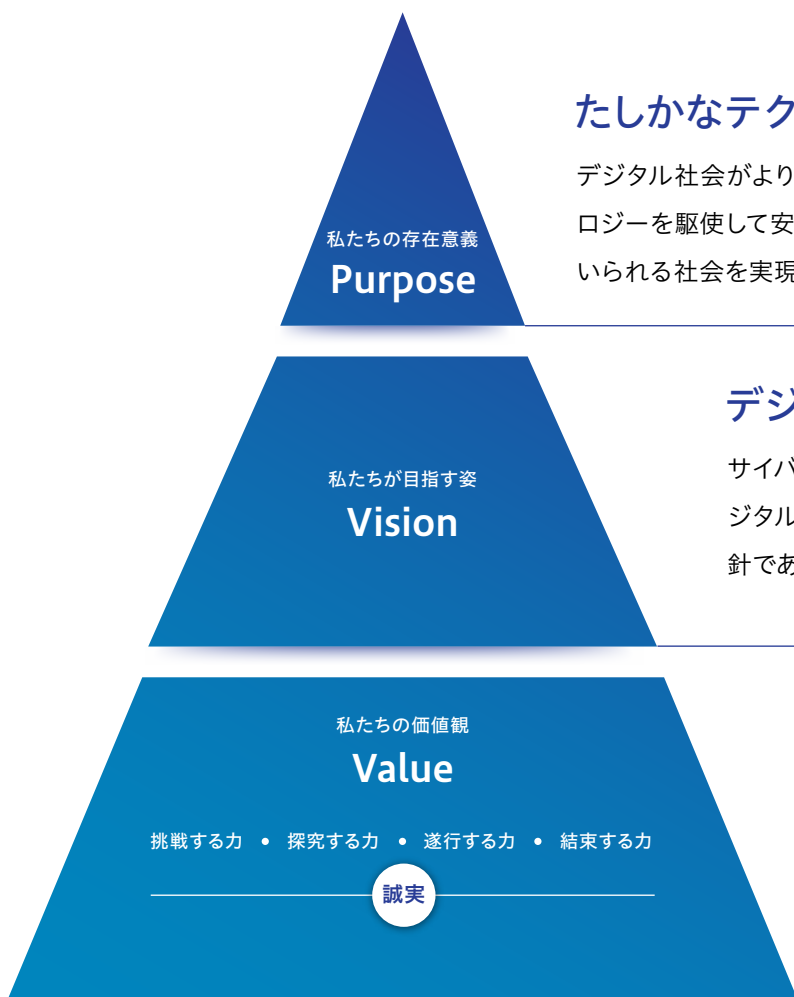 たしかなテク
デジタル社会がより
ロジーを駆使して安
いられる社会を実現
私たちの存在意義
Purpose
デジ
サイバ
ジタル
針であ
私たちが目指す姿
Vision
私たちの価値観
Value
挑戦する力 • 探究する力 • 遂行する力 • 結束する力
誠実